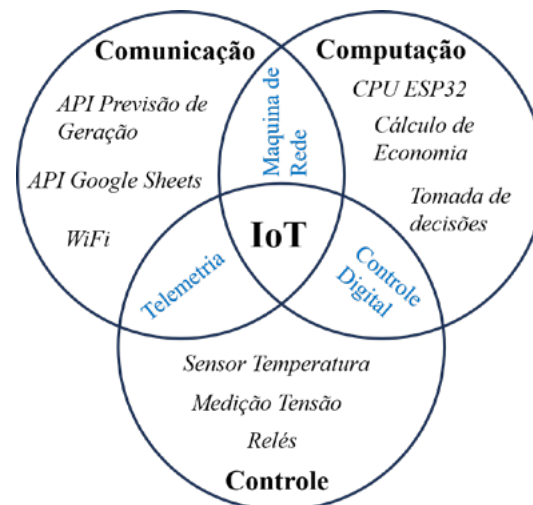 Comunicação
API Previsão de
Geração
API Google Sheets
WiFi
Maquina de
Rede
Computação
CPU ESP32
Cálculo de
Economia
Tomada de
decisões
IoT
Telemetria
Controle
Digital
Sensor Temperatura
Medição Tensão
Relés
Controle